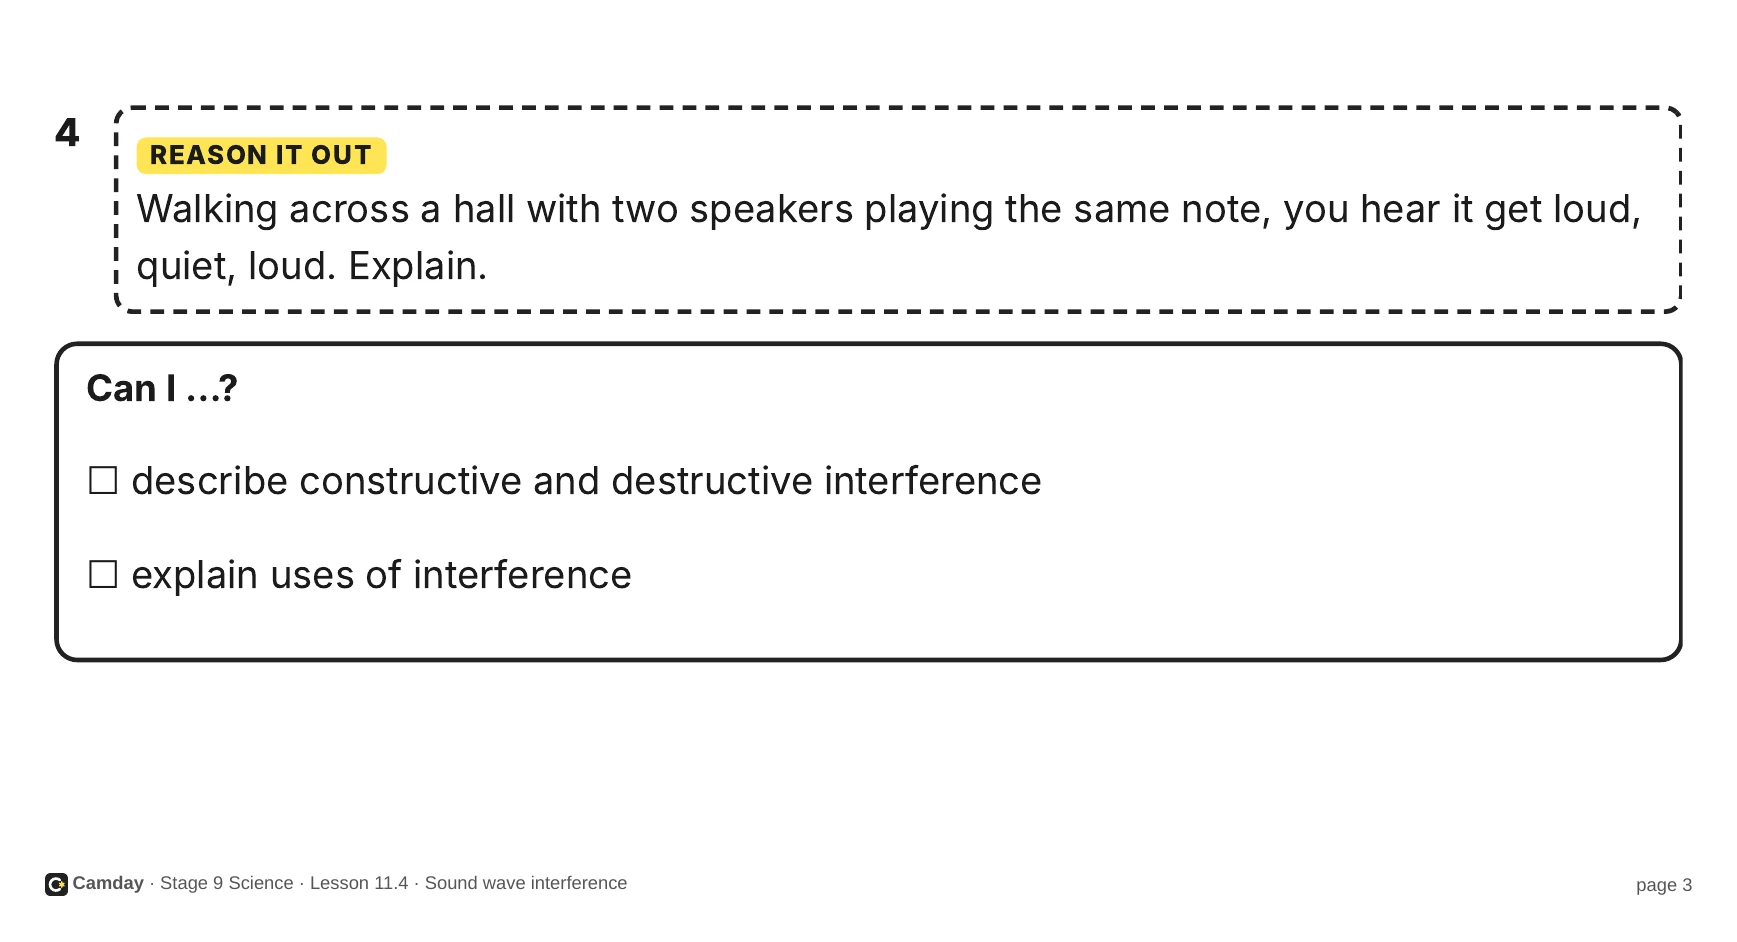 4
REASON IT OUT
Walking across a hall with two speakers playing the same note, you hear it get loud,
quiet, loud. Explain.
Can I ...?
☐ describe constructive and destructive interference
☐ explain uses of interference
Camday · Stage 9 Science · Lesson 11.4 · Sound wave interference
page 3